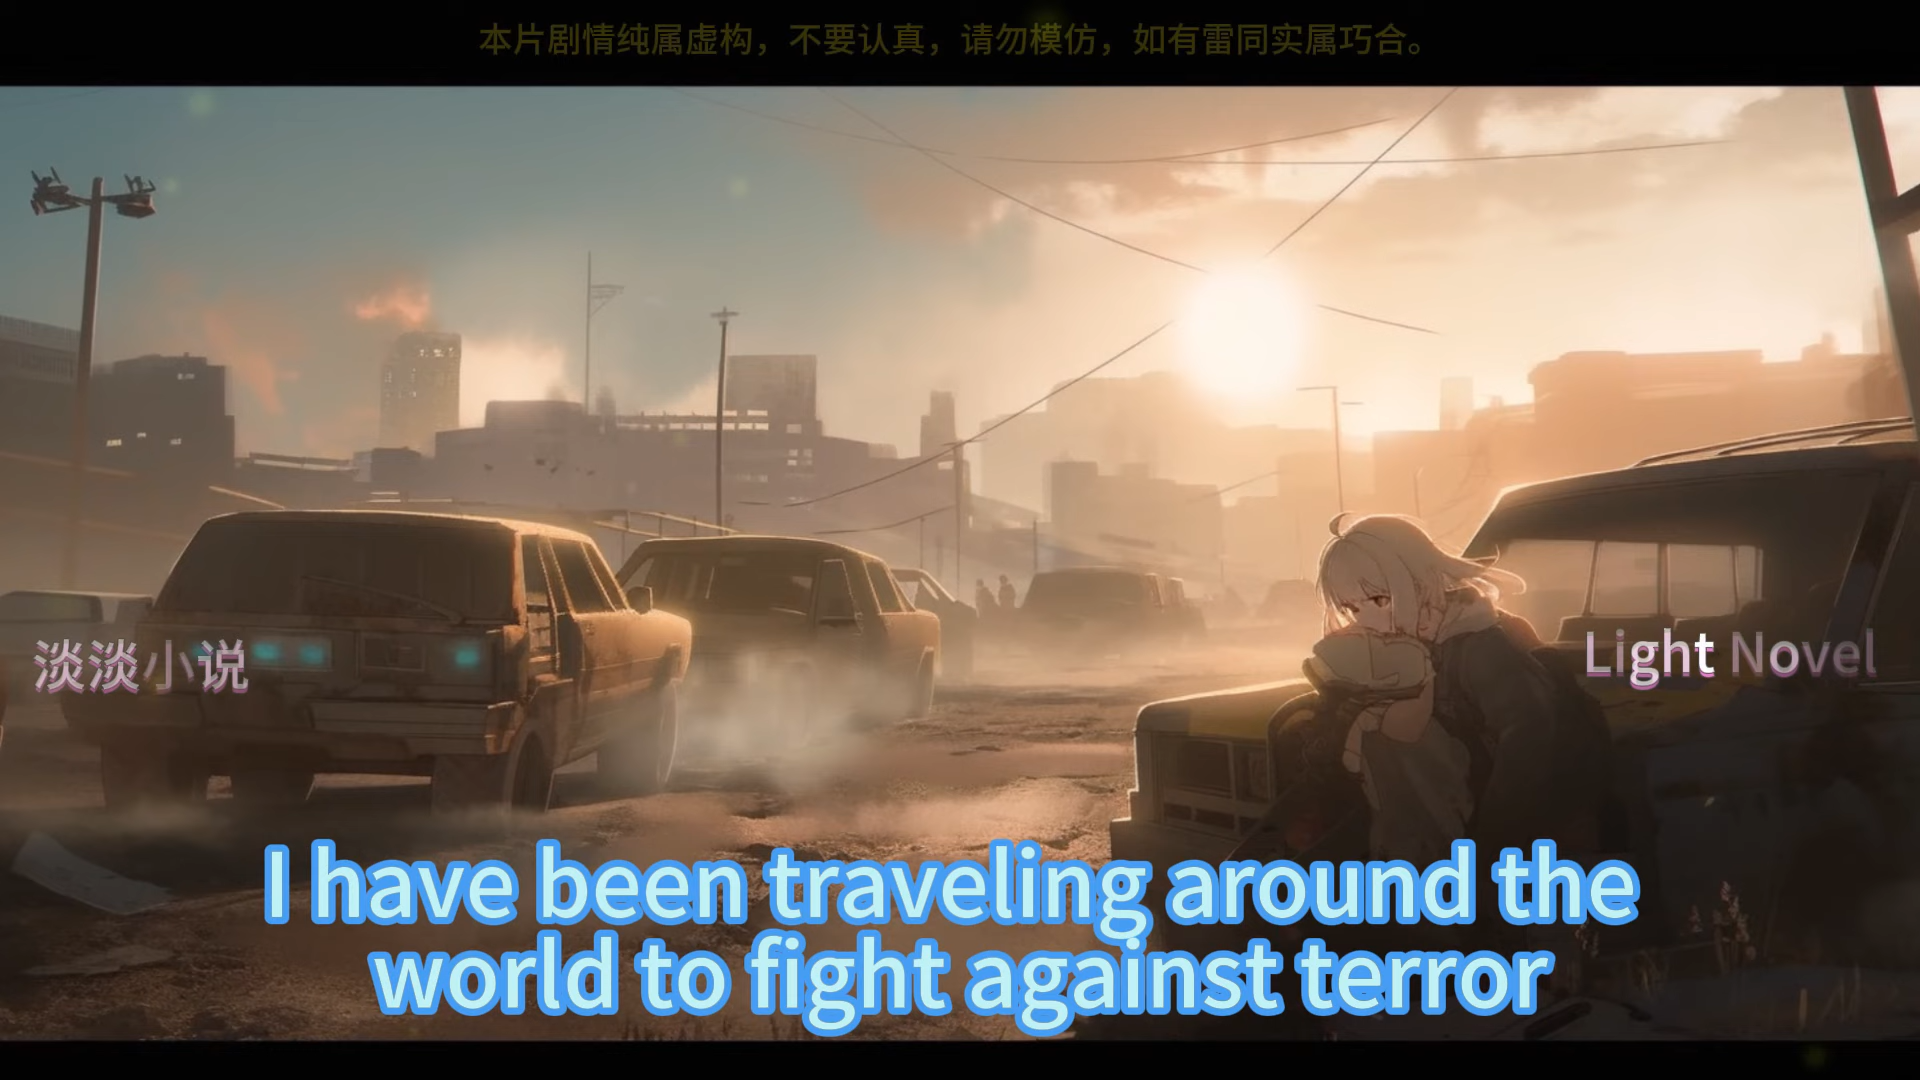 本片剧情纯属虚构，不要认真，请勿模仿，如有雷同实属巧合。
淡淡小说
Light Novel
I have been traveling around the
world to fight against terror